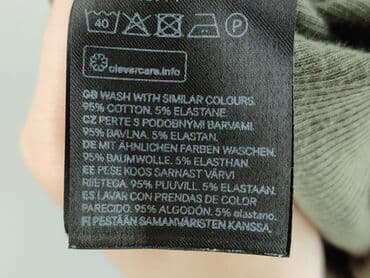 40 P
clevercare.info
GB WASH WITH SIMILAR COLOURS.
95% COTTON. 5% ELASTANE.
CZ PERTE S PODOBNÝMI BARVAMI.
95% BAVLNA. 5% ELASTAN.
DE MIT ÄHNLICHEN FARBEN WASCHEN.
95% BAUMWOLLE. 5% ELASTHAN.
EE PESE KOOS SARNAST VÄRVI
RIIETEGA. 95% PUUVILL. 5% ELASTAAN.
ES LAVAR CON PRENDAS DE COLOR
PARECIDO. 95% ALGODÓN. 5% elastano.
FI PESTÄÄN SAMANVÄRISTEN KANSSA.